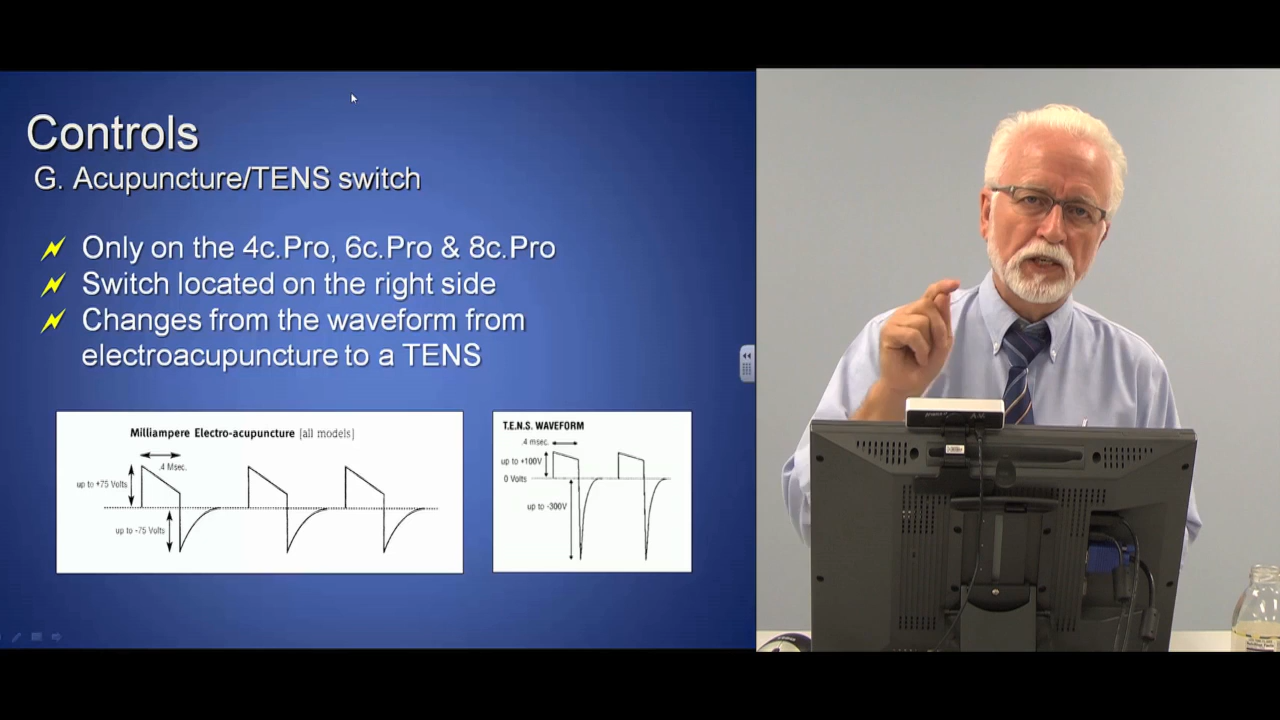 Controls
G. Acupuncture/TENS switch
Only on the 4c.Pro, 6c.Pro & 8c.Pro
Switch located on the right side
Changes from the waveform from
electroacupuncture to a TENS
Milliampere Electro-acupuncture [all models]
.4 Msec.
up to +75 Volts
up to -75 Volts
T.E.N.S. WAVEFORM
.4 msec.
up to +100V
0 Volts
up to -300V